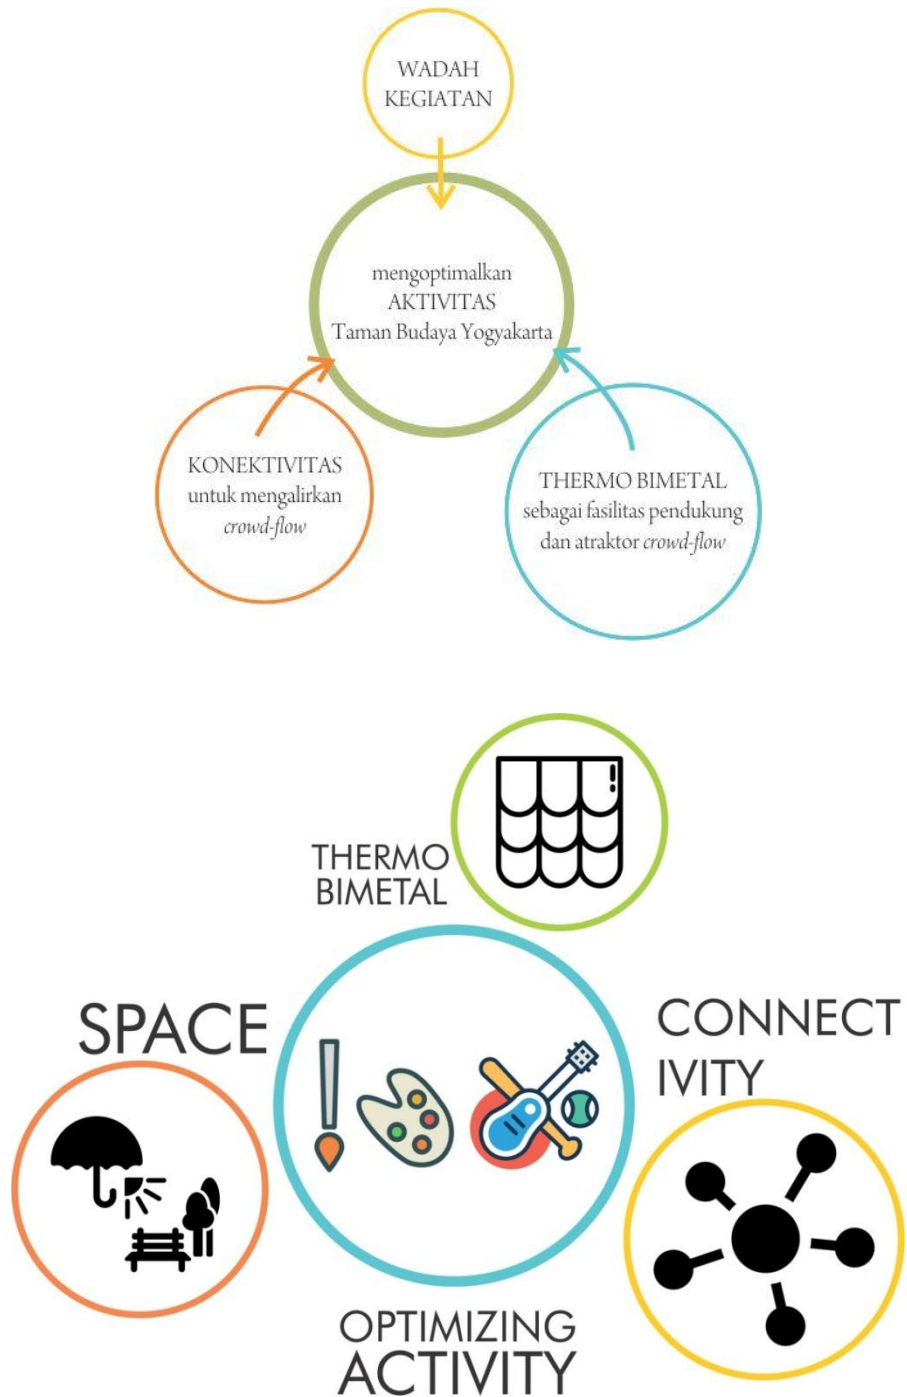 WADAH
KEGIATAN
mengoptimalkan
AKTIVITAS
Taman Budaya Yogyakarta
KONEKTIVITAS
untuk mengalirkan
crowd-flow
THERMO BIMETAL
sebagai fasilitas pendukung
dan atraktor crowd-flow
THERMO
BIMETAL
SPACE
CONNECT
IVITY
OPTIMIZING
ACTIVITY